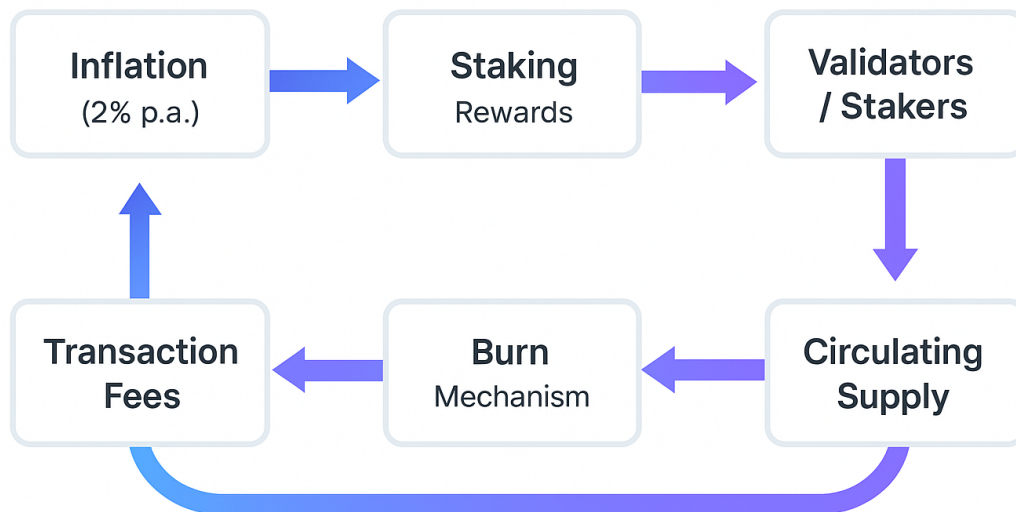 Inflation
(2% p.a.)
Staking
Rewards
Validators
/ Stakers
Transaction
Fees
Burn
Mechanism
Circulating
Supply